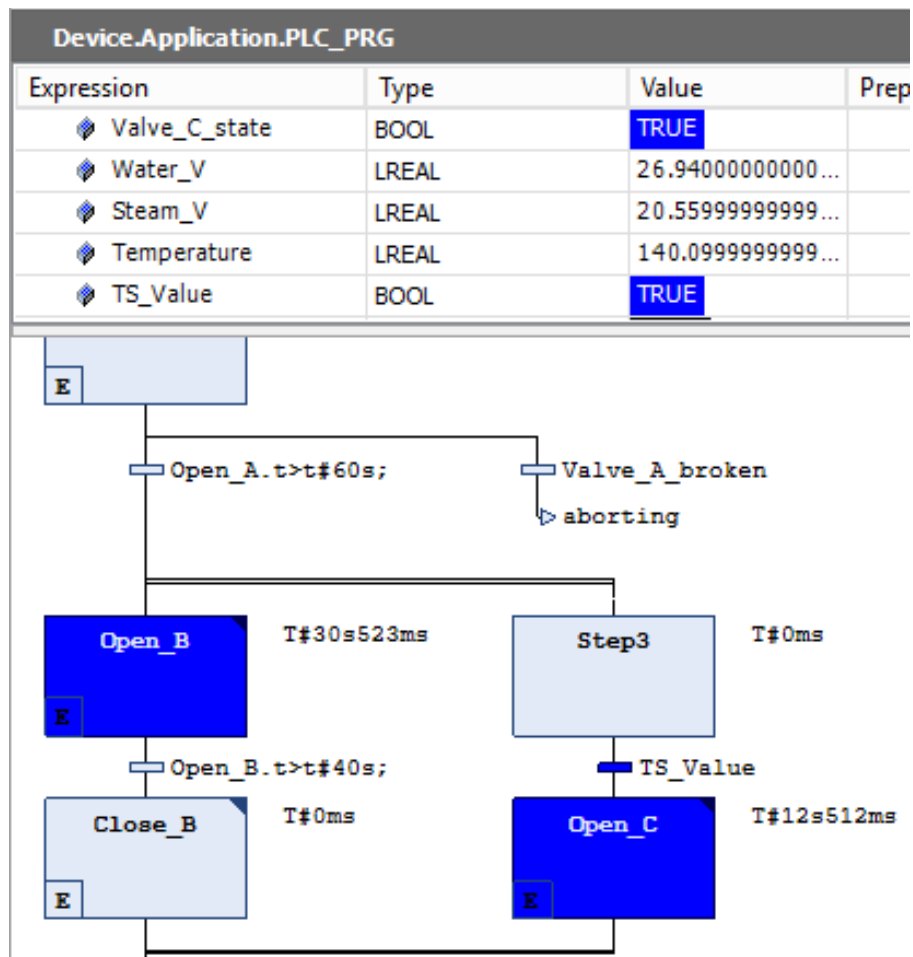 Device.Application.PLC_PRG
Expression Type Value Prep
Valve_C_state BOOL TRUE
Water_V LREAL 26.94000000000...
Steam_V LREAL 20.55999999999...
Temperature LREAL 140.0999999999...
TS_Value BOOL TRUE
E
Open_A.t>t#60s; Valve_A_broken
aborting
Open_B T#30s523ms Step3 T#0ms
E
Open_B.t>t#40s; TS_Value
Close_B T#0ms Open_C T#12s512ms
E E